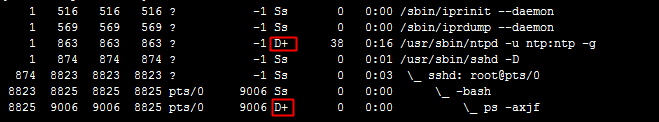 1 516 516 516 ? -1 Ss 0 0:00 /sbin/iprinit --daemon
1 569 569 569 ? -1 Ss 0 0:00 /sbin/iprdump --daemon
1 863 863 863 ? -1 D+ 38 0:16 /usr/sbin/ntpd -u ntp:ntp -g
1 874 874 874 ? -1 Ss 0 0:01 /usr/sbin/sshd -D
874 8823 8823 8823 ? -1 Ss 0 0:03 \_ sshd: root@pts/0
8823 8825 8825 8825 pts/0 9006 Ss 0 0:00 \_ -bash
8825 9006 9006 8825 pts/0 9006 D+ 0 0:00 \_ ps -axjf